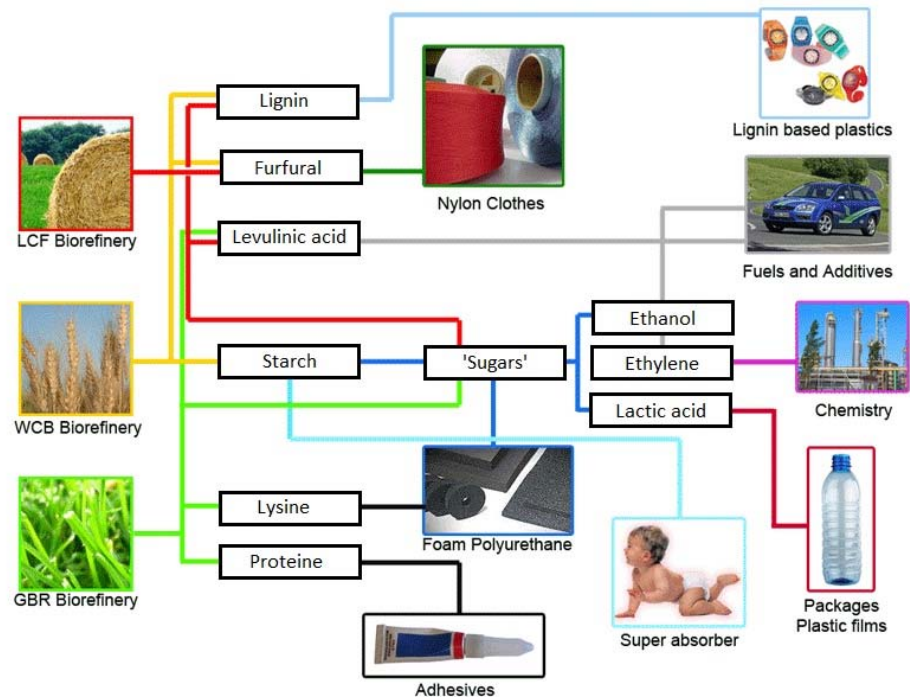 Lignin
Lignin based plastics
Furfural
Nylon Clothes
LCF Biorefinery
Levulinic acid
Fuels and Additives
Ethanol
Starch
'Sugars'
Ethylene
Lactic acid
Chemistry
WCB Biorefinery
Lysine
Foam Polyurethane
Proteine
GBR Biorefinery
Super absorber
Packages
Plastic films
Adhesives